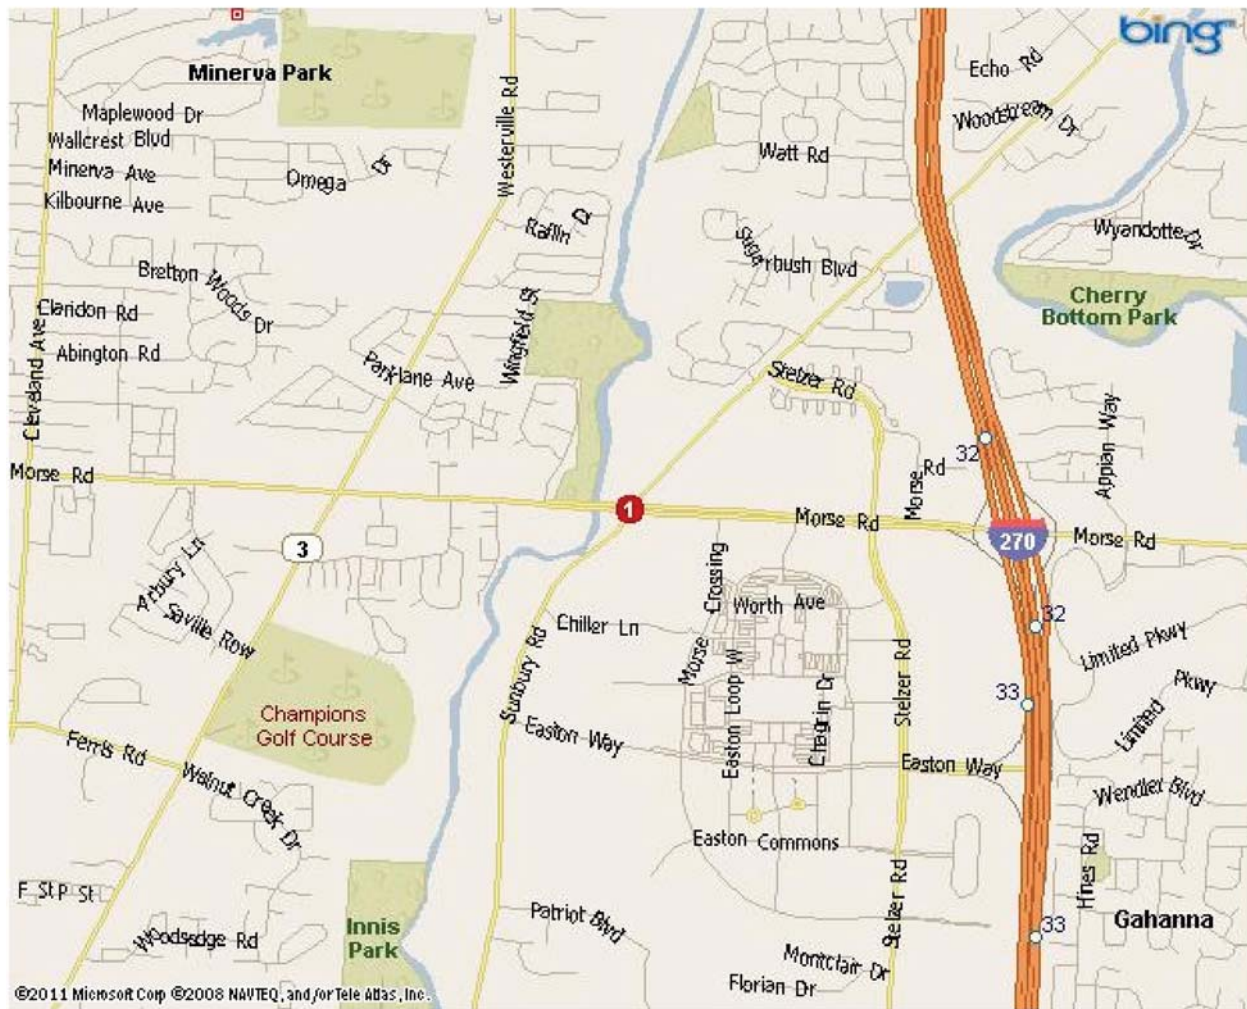 bing
Echo Rd
Minerva Park
Westerville Rd
Maplewood Dr
Woodstream Dr
Wallcrest Blvd
Watt Rd
Minerva Ave
Omega Dr
Kilbourne Ave
Raflin Ct
Wyandotte Dr
Sugarbush Blvd
Bretton Woods Dr
Cherry
Bottom Park
Claridon Rd
Wingfield St
Abington Rd
Cleveland Ave
Parklane Ave
Stelzer Rd
Appian Way
32
Morse Rd
Morse Rd
1
Morse Rd
270
Morse Rd
3
Arbury Ln
Morse Crossing
Worth Ave
Saville Row
Chiller Ln
32
Limited Pkwy
Sunbury Rd
Stelzer Rd
Limited Pkwy
Easton Loop W
Chagrin Dr
33
Champions
Golf Course
Easton Way
Ferris Rd
Easton Way
Walnut Creek Dr
Wendler Blvd
Easton Commons
Hines Rd
F St
P St
Stelzer Rd
Patriot Blvd
Gahanna
Innis
Park
Woodsedge Rd
33
Montclair Dr
Florian Dr
©2011 Microsoft Corp ©2008 NAVTEQ, and/or Tele Atlas, Inc.